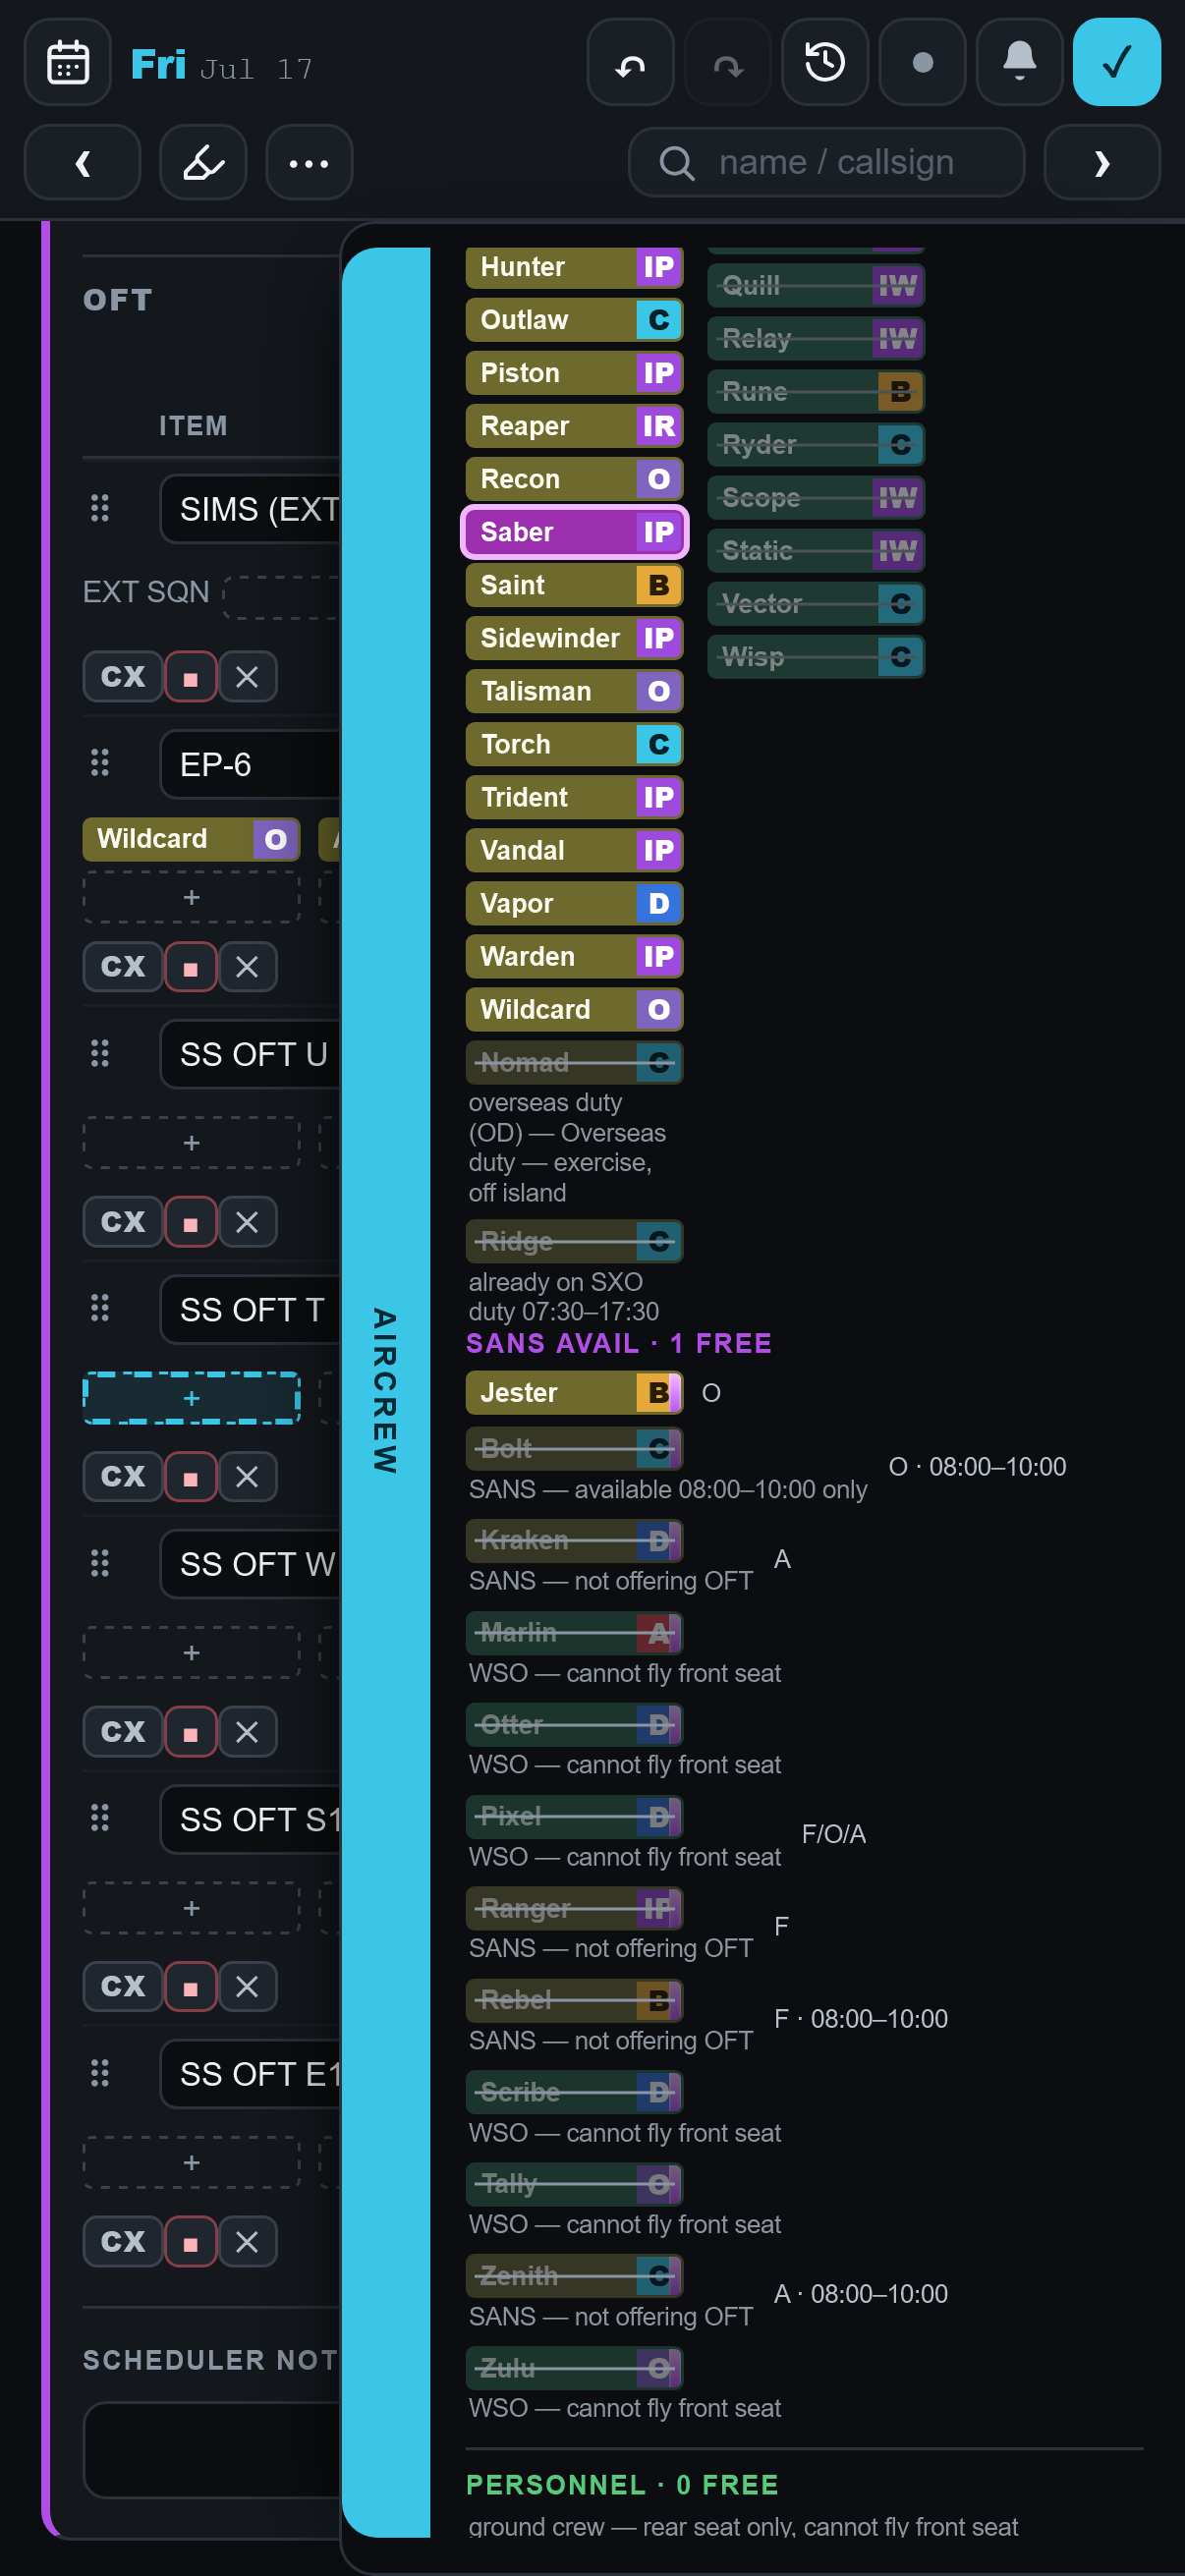 Fri Jul 17
name / callsign
OFT
ITEM
SIMS (EXT
EXT SQN
CX
EP-6
Wildcard O
+
CX
SS OFT U
+
CX
SS OFT T
+
CX
SS OFT W
+
CX
SS OFT S1
+
CX
SS OFT E1
+
CX
SCHEDULER NOT
AIRCREW
Hunter IP
Outlaw C
Piston IP
Reaper IR
Recon O
Saber IP
Saint B
Sidewinder IP
Talisman O
Torch C
Trident IP
Vandal IP
Vapor D
Warden IP
Wildcard O
Nomad C
overseas duty
(OD) — Overseas
duty — exercise,
off island
Ridge C
already on SXO
duty 07:30–17:30
Quill IW
Relay IW
Rune B
Ryder C
Scope IW
Static IW
Vector C
Wisp C
SANS AVAIL · 1 FREE
Jester B O
Bolt C
SANS — available 08:00–10:00 only
O · 08:00–10:00
Kraken D
SANS — not offering OFT
A
Marlin A
WSO — cannot fly front seat
Otter D
WSO — cannot fly front seat
Pixel D
WSO — cannot fly front seat
F/O/A
Ranger IP
SANS — not offering OFT
F
Rebel B
SANS — not offering OFT
F · 08:00–10:00
Scribe D
WSO — cannot fly front seat
Tally O
WSO — cannot fly front seat
Zenith C
SANS — not offering OFT
A · 08:00–10:00
Zulu O
WSO — cannot fly front seat
PERSONNEL · 0 FREE
ground crew — rear seat only, cannot fly front seat